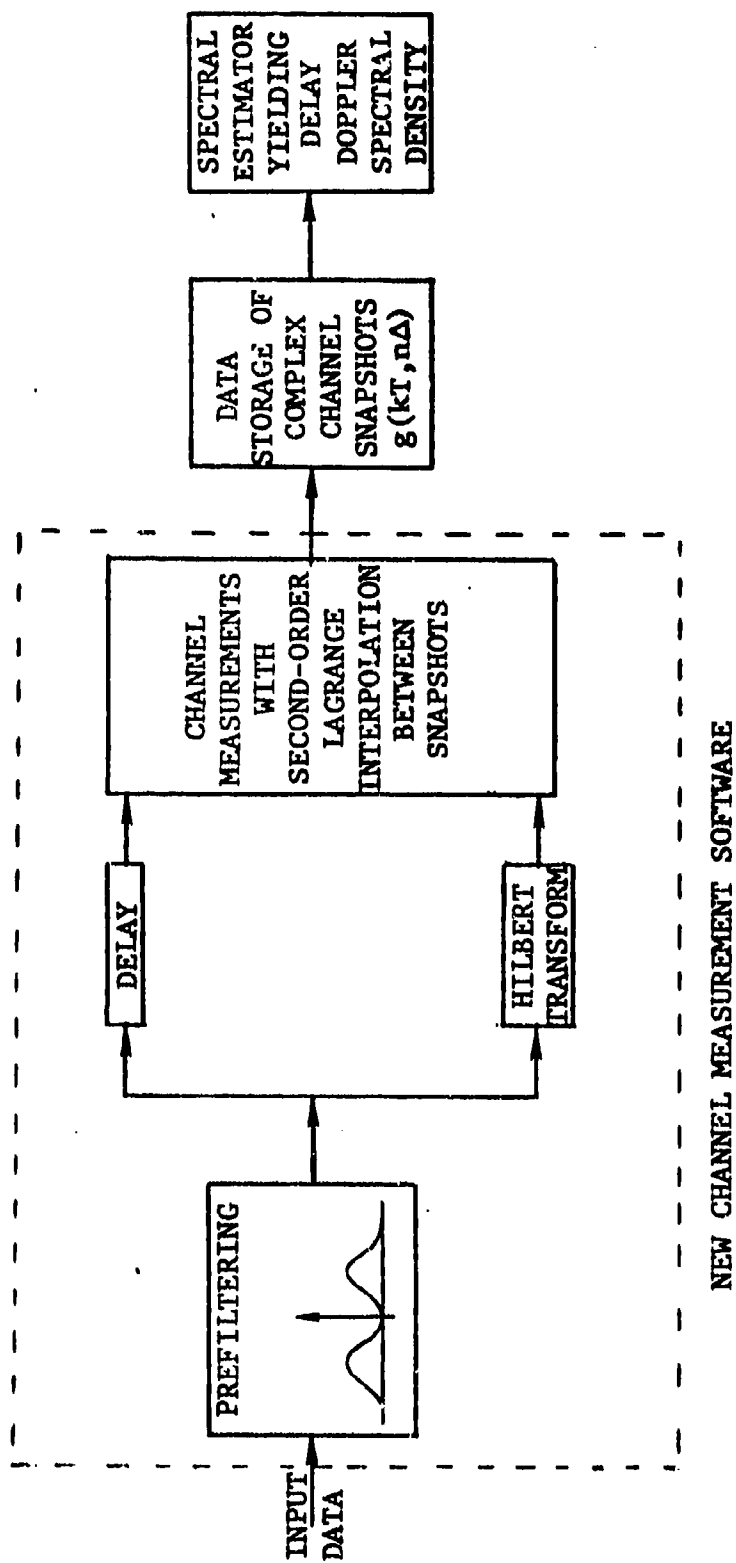 INPUT
DATA
PREFILTERING
DELAY
HILBERT
TRANSFORM
CHANNEL
MEASUREMENTS
WITH
SECOND-ORDER
LAGRANGE
INTERPOLATION
BETWEEN
SNAPSHOTS
DATA
STORAGE OF
COMPLEX
CHANNEL
SNAPSHOTS
g(kT,nΔ)
SPECTRAL
ESTIMATOR
YIELDING
DELAY
DOPPLER
SPECTRAL
DENSITY
NEW CHANNEL MEASUREMENT SOFTWARE